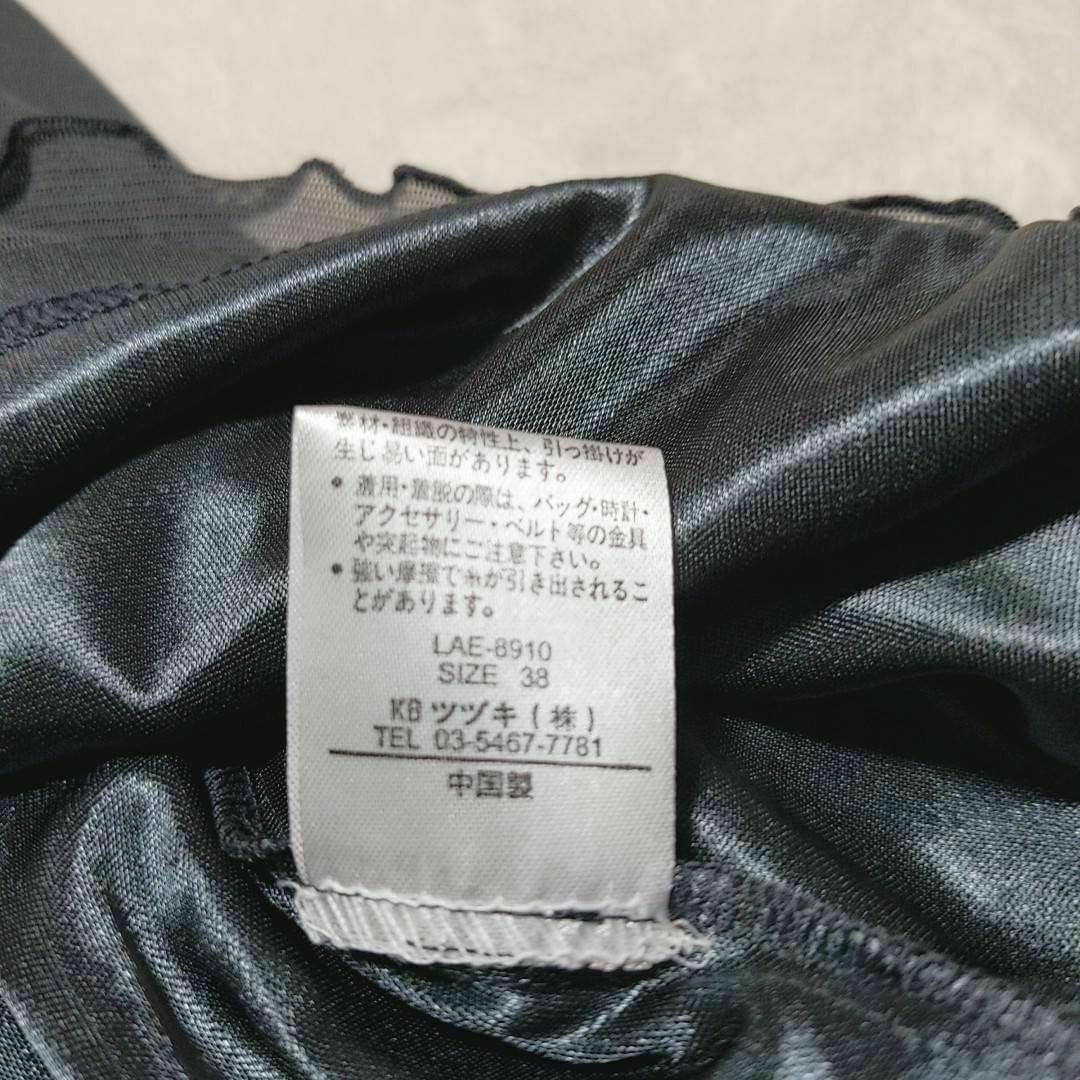 素材・組織の特性上、引っ掛けが
生じ易い面があります。
• 着用・着脱の際は、バッグ・時計・
アクセサリー・ベルト等の金具
や突起物にご注意下さい。
• 強い摩擦で糸が引き出されるこ
とがあります。
LAE-8910
SIZE 38
KBツヅキ(株)
TEL 03-5467-7781
中国製